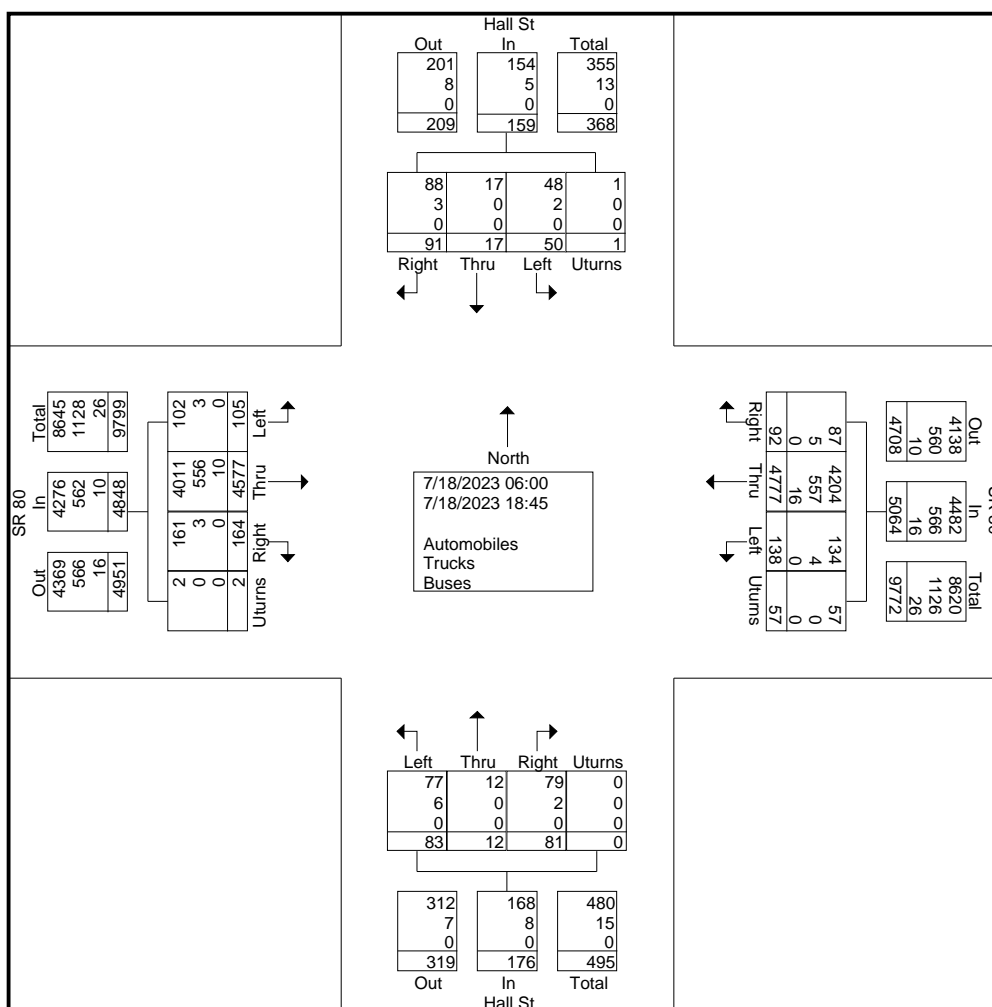 Hall St
Out In Total
201 154 355
8 5 13
0 0 0
209 159 368
88 17 48 1
3 0 2 0
0 0 0 0
91 17 50 1
Right Thru Left Uturns
SR 80
Total In Out
8645 4276 4369
1128 562 566
26 10 16
9799 4848 4951
102 4011 161 2
3 556 3 0
0 10 0 0
105 4577 164 2
Left Thru Right Uturns
North
7/18/2023 06:00
7/18/2023 18:45
Automobiles
Trucks
Buses
Out In Total
4138 4482 8620
560 566 1126
10 16 26
4708 5064 9772
87 4204 134 57
5 557 4 0
0 16 0 0
92 4777 138 57
Right Thru Left Uturns
Left Thru Right Uturns
77 12 79 0
6 0 2 0
0 0 0 0
83 12 81 0
312 168 480
7 8 15
0 0 0
319 176 495
Out In Total
Hall St